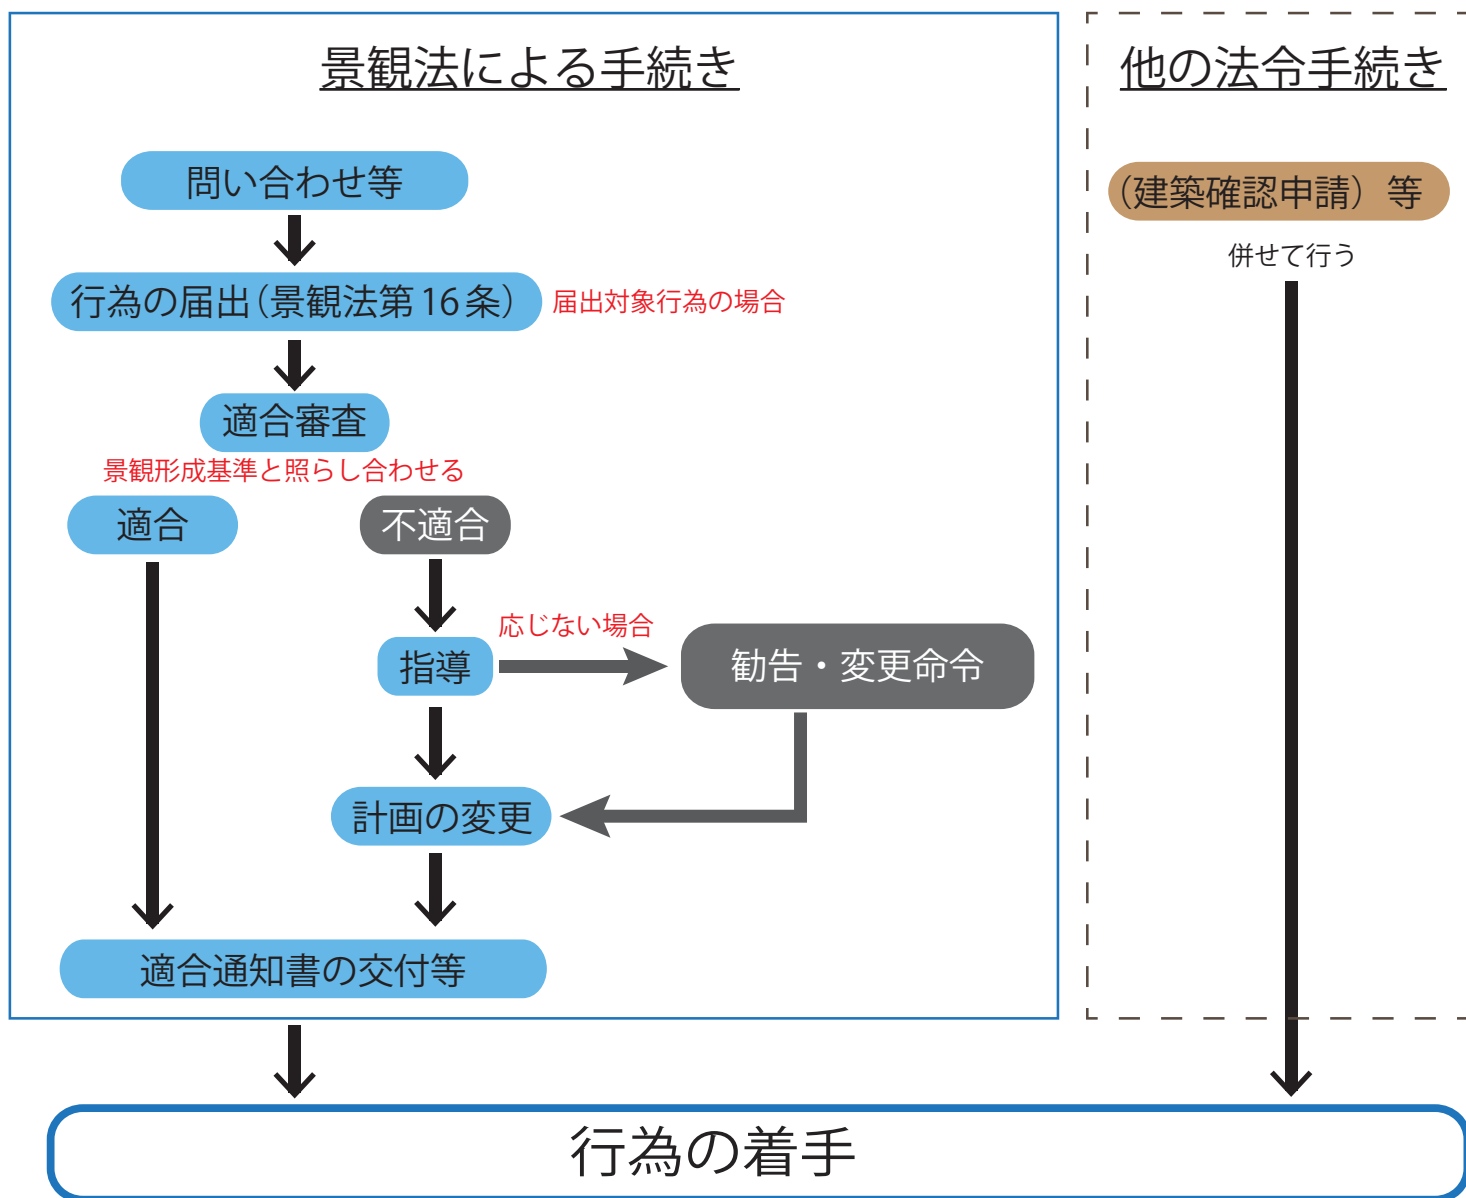 景観法による手続き
問い合わせ等
行為の届出（景観法第16条）
届出対象行為の場合
適合審査
景観形成基準と照らし合わせる
適合
不適合
応じない場合
指導
勧告・変更命令
計画の変更
適合通知書の交付等
他の法令手続き
（建築確認申請）等
併せて行う
行為の着手